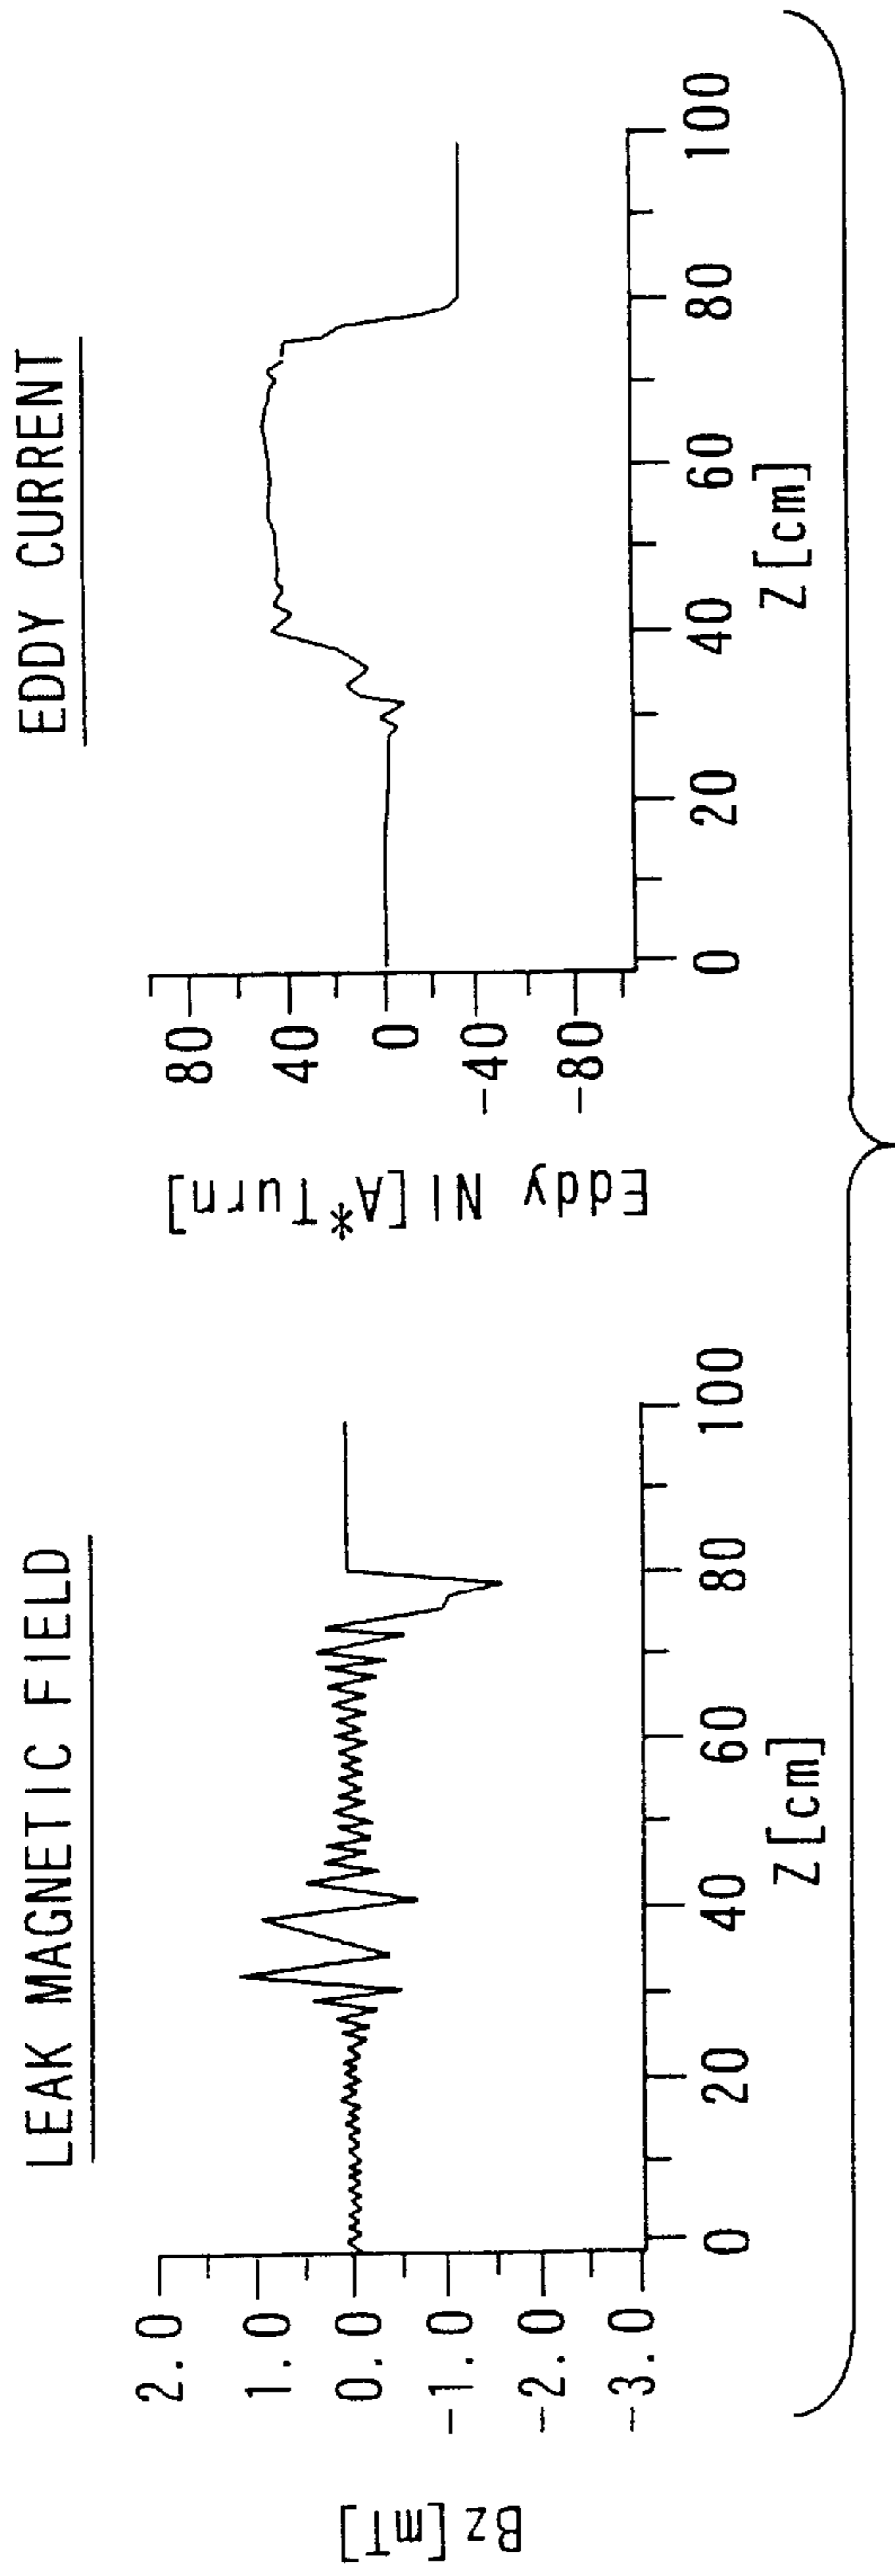 LEAK MAGNETIC FIELD
Bz [mT]
2.0
1.0
0.0
-1.0
-2.0
-3.0
0 20 40 60 80 100
Z [cm]
EDDY CURRENT
Eddy NI [A*Turn]
80
40
0
-40
-80
0 20 40 60 80 100
Z [cm]